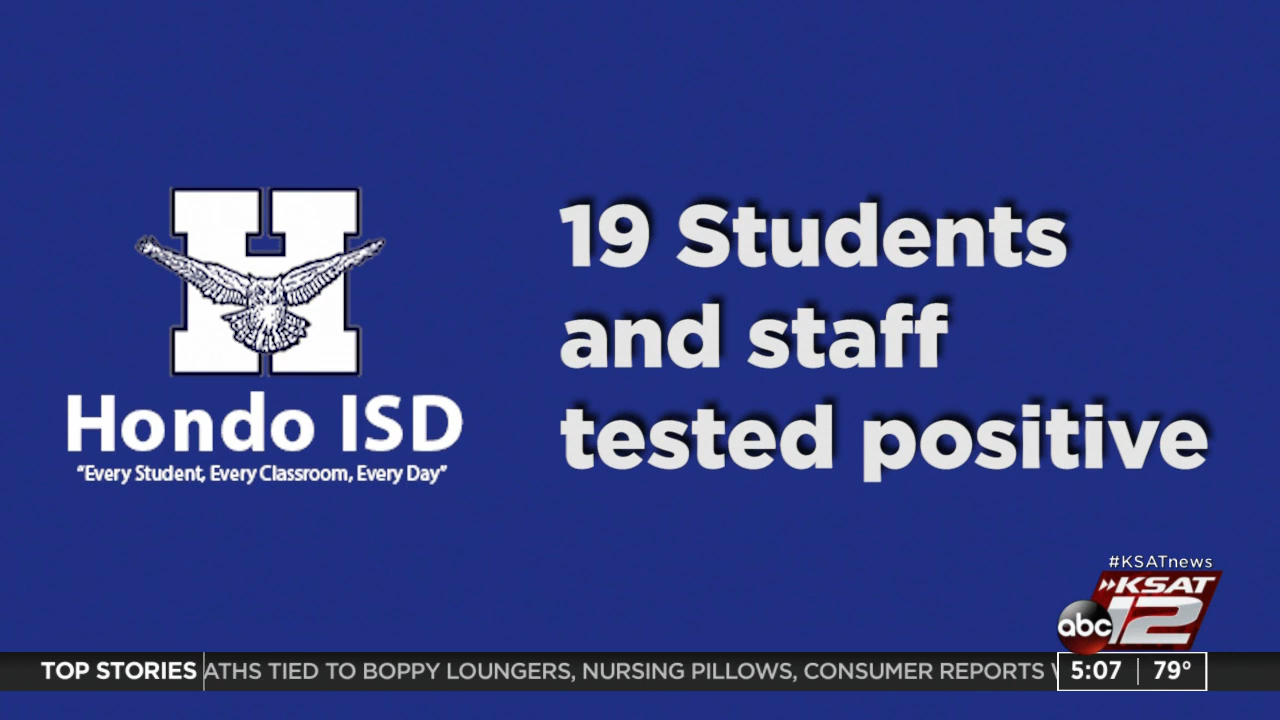 H
Hondo ISD
“Every Student, Every Classroom, Every Day”
19 Students
and staff
tested positive
#KSATnews
KSAT
abc 12
TOP STORIES ATHS TIED TO BOPPY LOUNGERS, NURSING PILLOWS, CONSUMER REPORTS 5:07 79°